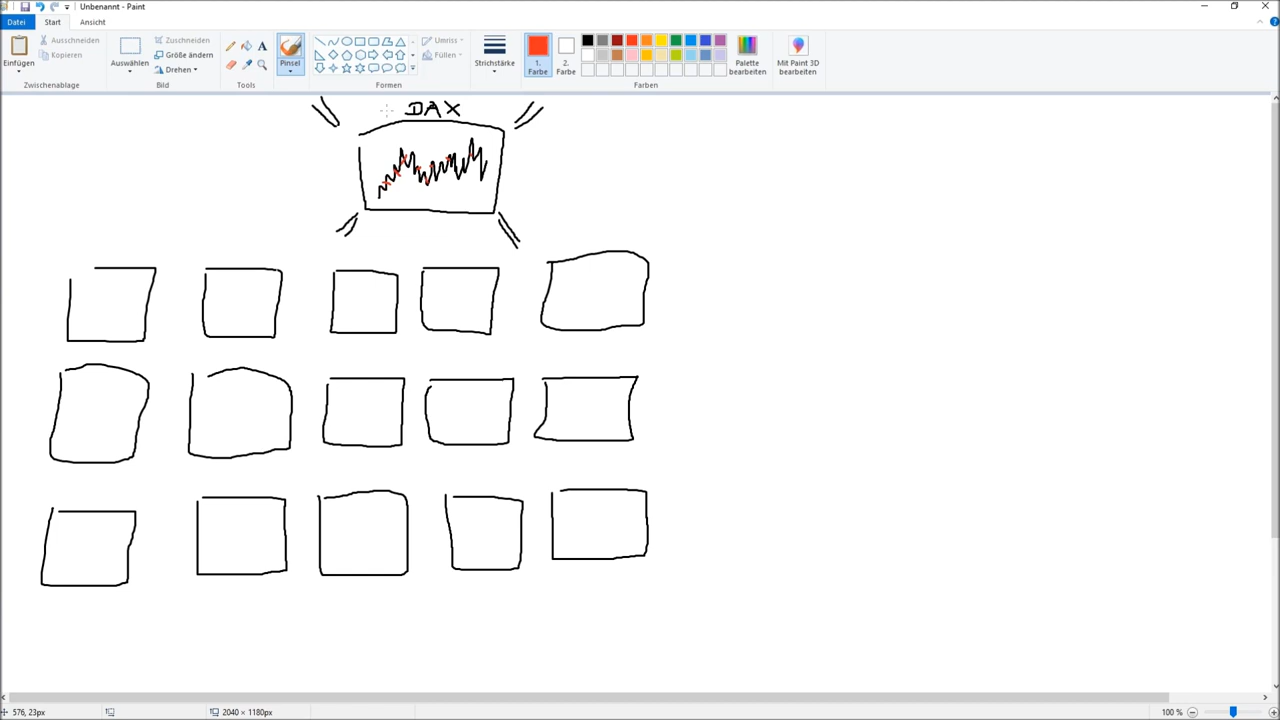 Unbenannt - Paint
Datei Start Ansicht
Einfügen
Ausschneiden
Kopieren
Zwischenablage
Auswählen
Zuschneiden
Größe ändern
Drehen
Bild
A
Tools
Pinsel
Umriss
Füllen
Formen
Strichstärke
1. Farbe
2. Farbe
Palette bearbeiten
Farben
Mit Paint 3D bearbeiten
DAX
576, 23px
2040 × 1180px
100 %